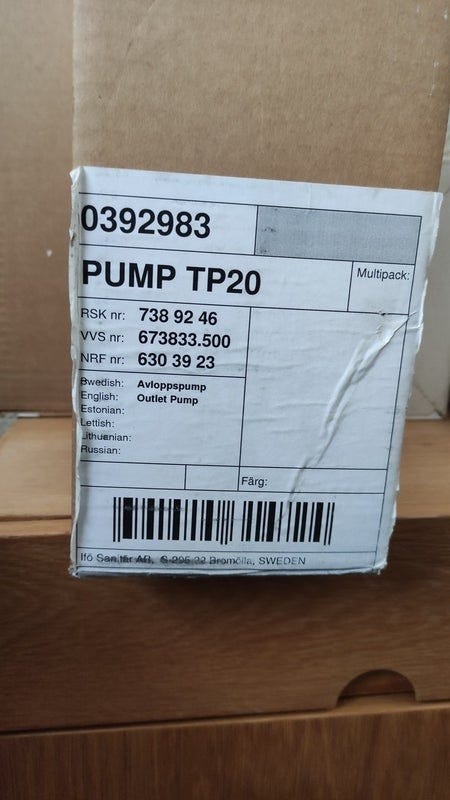 0392983
PUMP TP20
Multipack:
RSK nr: 738 92 46
VVS nr: 673833.500
NRF nr: 630 39 23
Swedish: Avloppspump
English: Outlet Pump
Estonian:
Lettish:
Lithuanian:
Russian:
Färg:
Ifö Sanitär AB, S-295 22 Bromölla, SWEDEN